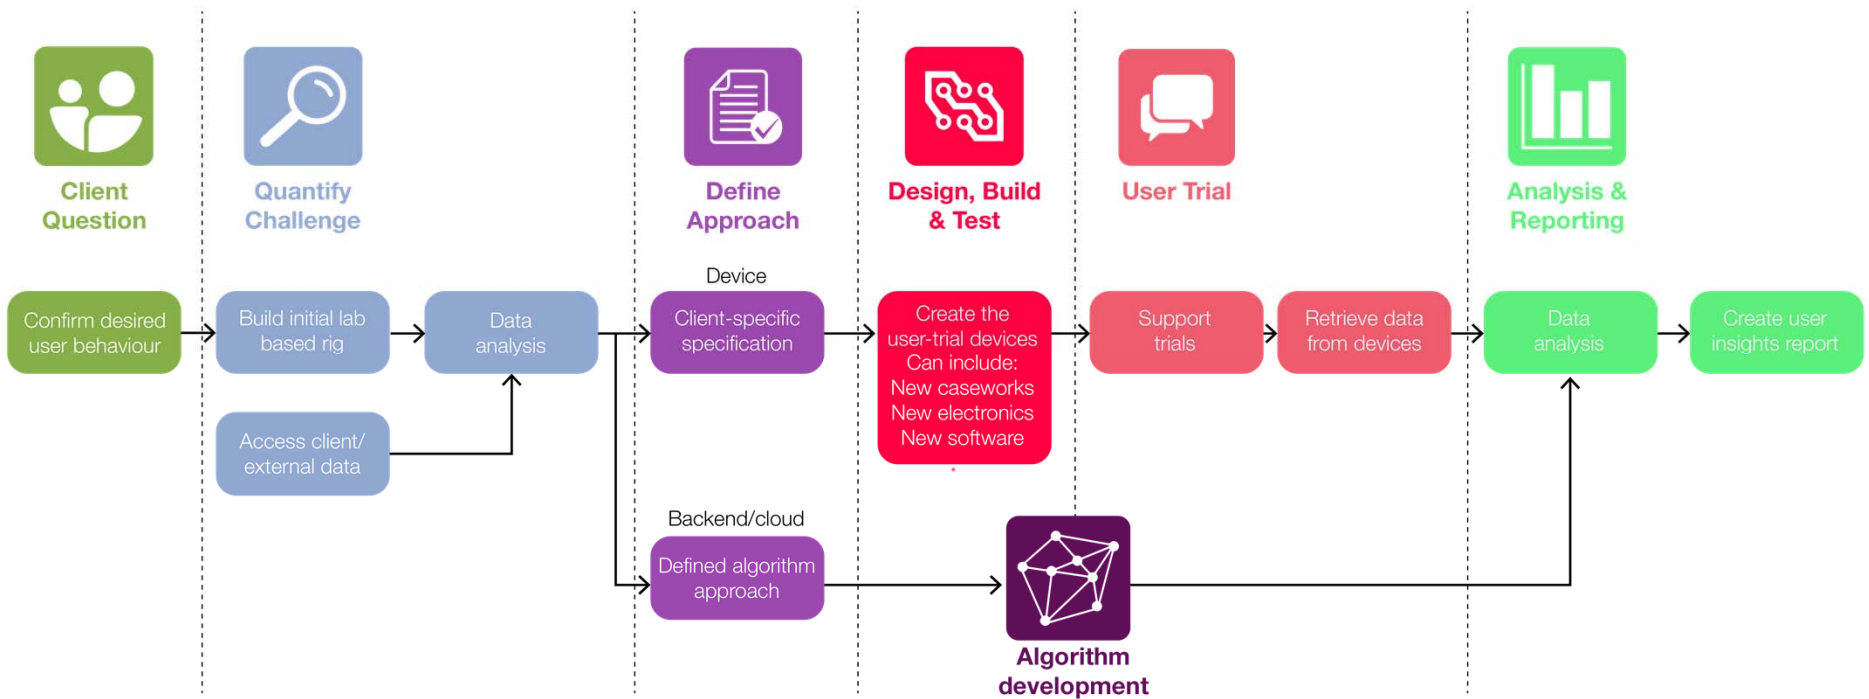 Client
Question
Quantify
Challenge
Define
Approach
Design, Build
& Test
User Trial
Analysis &
Reporting
Confirm desired
user behaviour
Build initial lab
based rig
Data
analysis
Access client/
external data
Device
Client-specific
specification
Create the
user-trial devices
Can include:
New caseworks
New electronics
New software
Support
trials
Retrieve data
from devices
Data
analysis
Create user
insights report
Backend/cloud
Defined algorithm
approach
Algorithm
development